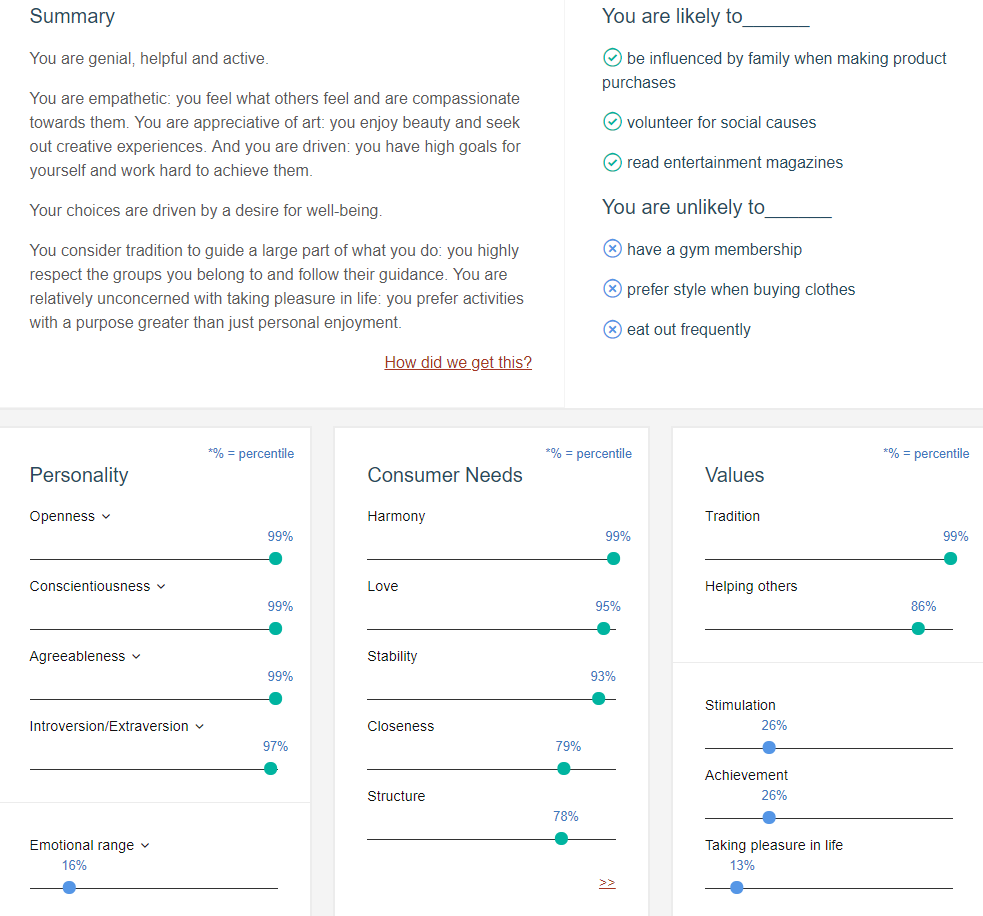 Summary
You are genial, helpful and active.
You are empathetic: you feel what others feel and are compassionate
towards them. You are appreciative of art: you enjoy beauty and seek
out creative experiences. And you are driven: you have high goals for
yourself and work hard to achieve them.
Your choices are driven by a desire for well-being.
You consider tradition to guide a large part of what you do: you highly
respect the groups you belong to and follow their guidance. You are
relatively unconcerned with taking pleasure in life: you prefer activities
with a purpose greater than just personal enjoyment.
How did we get this?
You are likely to______
be influenced by family when making product
purchases
volunteer for social causes
read entertainment magazines
You are unlikely to______
have a gym membership
prefer style when buying clothes
eat out frequently
*% = percentile
Personality
Openness
99%
Conscientiousness
99%
Agreeableness
99%
Introversion/Extraversion
97%
Emotional range
16%
*% = percentile
Consumer Needs
Harmony
99%
Love
95%
Stability
93%
Closeness
79%
Structure
78%
>>
*% = percentile
Values
Tradition
99%
Helping others
86%
Stimulation
26%
Achievement
26%
Taking pleasure in life
13%